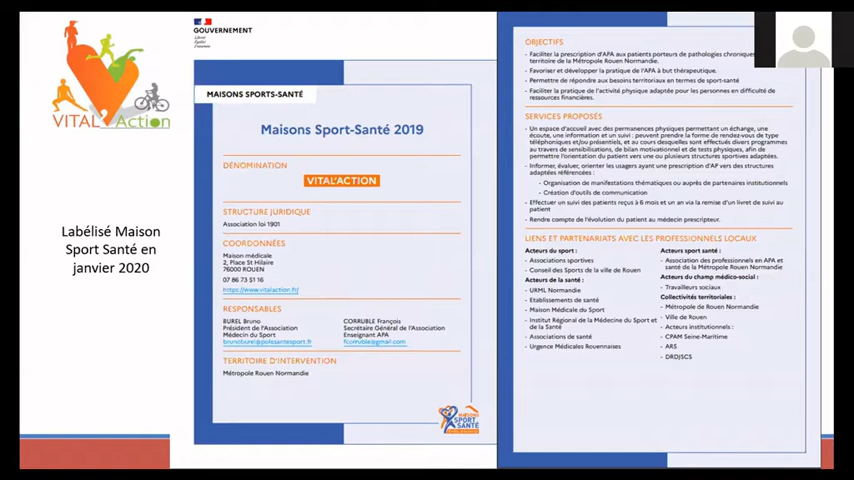 VITAL'Action
Labélisé Maison
Sport Santé en
janvier 2020
GOUVERNEMENT
Liberté
Égalité
Fraternité
MAISONS SPORTS-SANTÉ
Maisons Sport-Santé 2019
DÉNOMINATION
VITAL'ACTION
STRUCTURE JURIDIQUE
Association loi 1901
COORDONNÉES
Maison médicale
2, Place St Hilaire
76000 ROUEN
07 86 73 51 16
https://www.vitalaction.fr/
RESPONSABLES
BUREL Bruno
Président de l'Association
Médecin du Sport
brunoburel@polesantesport.fr
CORRUBLE François
Secrétaire Général de l'Association
Enseignant APA
fcorruble@gmail.com
TERRITOIRE D'INTERVENTION
Métropole Rouen Normandie
MAISONS
SPORT
SANTÉ
OBJECTIFS
- Faciliter la prescription d'APA aux patients porteurs de pathologies chroniques
territoire de la Métropole Rouen Normandie.
- Favoriser et développer la pratique de l'APA à but thérapeutique.
- Permettre de répondre aux besoins territoriaux en termes de sport-santé
- Faciliter la pratique de l'activité physique adaptée pour les personnes en difficulté de
ressources financières.
SERVICES PROPOSÉS
- Un espace d'accueil avec des permanences physiques permettant un échange, une
écoute, une information et un suivi : peuvent prendre la forme de rendez-vous de type
téléphoniques et/ou présentiels, et au cours desquelles sont effectués divers programmes
au travers de sensibilisations, de bilan motivationnel et de tests physiques, afin de
permettre l'orientation du patient vers une ou plusieurs structures sportives adaptées.
- Informer, évaluer, orienter les usagers ayant une prescription d'AP vers des structures
adaptées référencées :
- Organisation de manifestations thématiques ou auprès de partenaires institutionnels
- Création d'outils de communication
- Effectuer un suivi des patients reçus à 6 mois et un an via la remise d'un livret de suivi au
patient
- Rendre compte de l'évolution du patient au médecin prescripteur.
LIENS ET PARTENARIATS AVEC LES PROFESSIONNELS LOCAUX
Acteurs du sport :
- Associations sportives
- Conseil des Sports de la ville de Rouen
Acteurs de la santé :
- URML Normandie
- Etablissements de santé
- Maison Médicale du Sport
- Institut Régional de la Médecine du Sport et
de la Santé
- Associations de santé
- Urgence Médicales Rouennaises
Acteurs sport santé :
- Association des professionnels en APA et
santé de la Métropole Rouen Normandie
Acteurs du champ médico-social :
- Travailleurs sociaux
Collectivités territoriales :
- Métropole de Rouen Normandie
- Ville de Rouen
- Acteurs institutionnels :
- CPAM Seine-Maritime
- ARS
- DRDJSCS